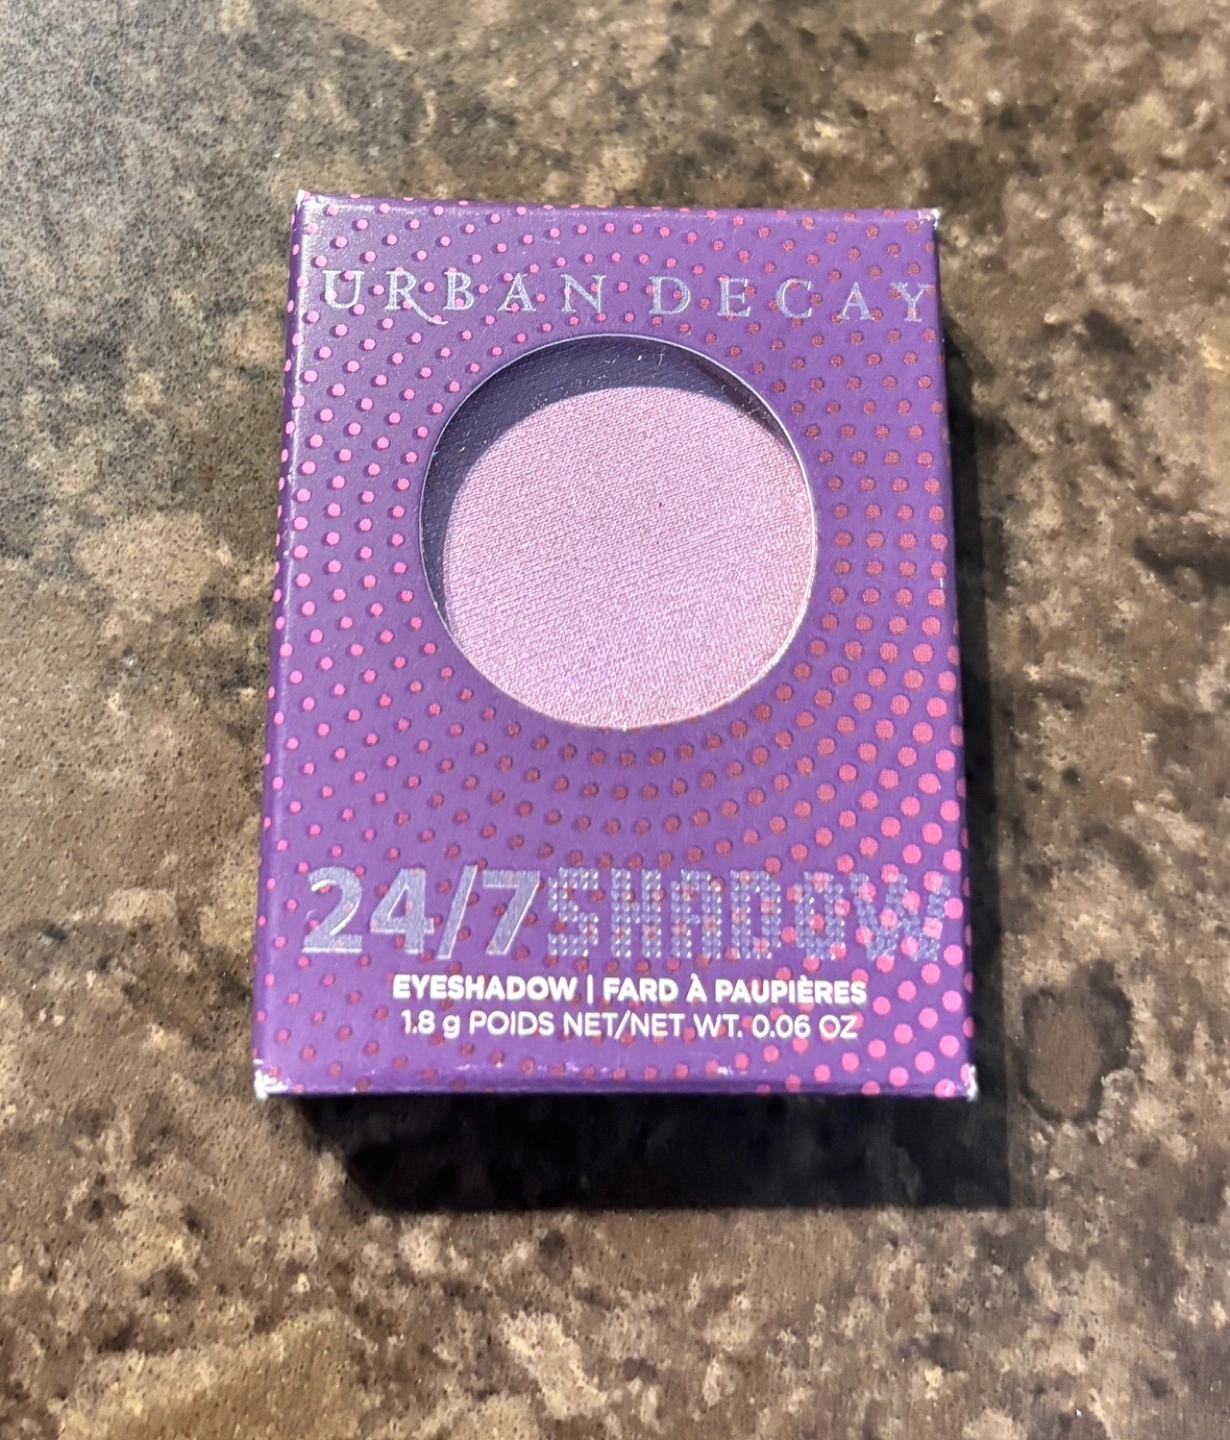 URBAN DECAY
24/7 SHADOW
EYESHADOW | FARD À PAUPIÈRES
1.8 g POIDS NET/NET WT. 0.06 OZ